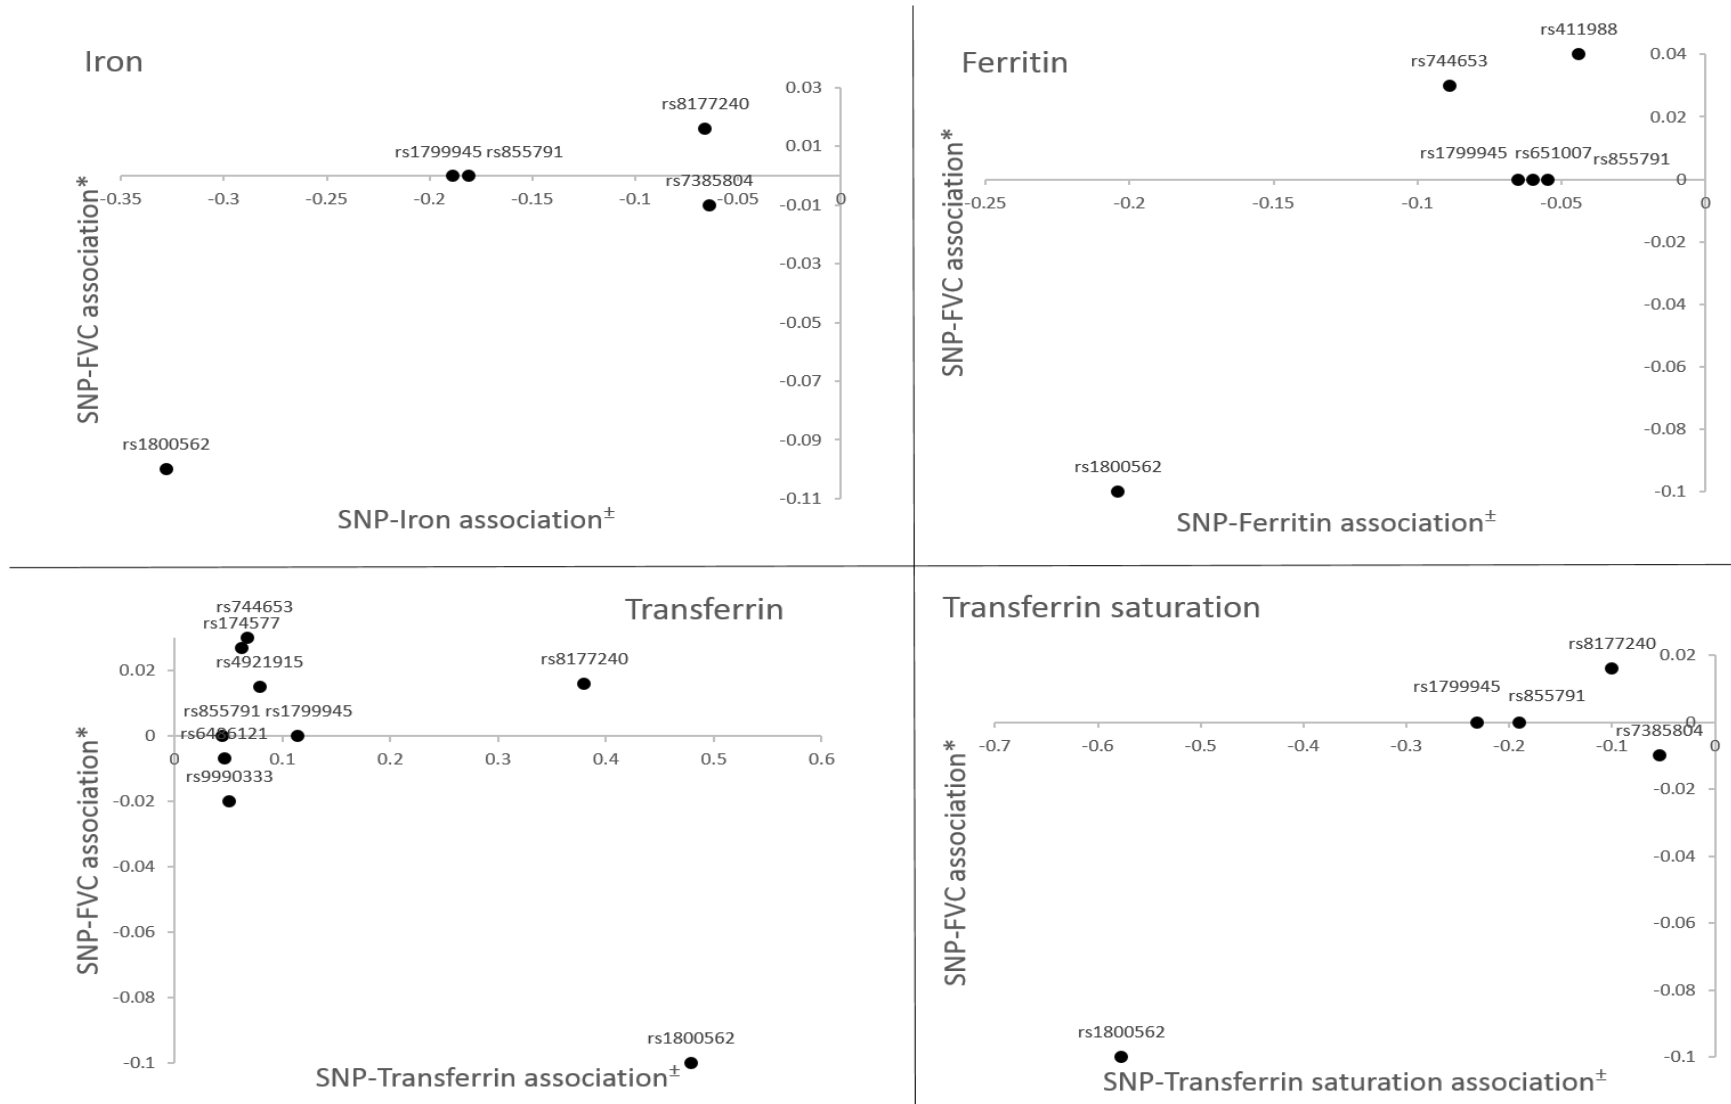 Iron
SNP-FVC association*
0.03
0.01
-0.01
-0.03
-0.05
-0.07
-0.09
-0.11
-0.35
-0.3
-0.25
-0.2
-0.15
-0.1
-0.05
0
rs8177240
rs1799945
rs855791
rs7385804
rs1800562
SNP-Iron association±
Ferritin
SNP-FVC association*
0.04
0.02
0
-0.02
-0.04
-0.06
-0.08
-0.1
-0.25
-0.2
-0.15
-0.1
-0.05
0
rs411988
rs744653
rs1799945
rs651007
rs855791
rs1800562
SNP-Ferritin association±
Transferrin
SNP-FVC association*
0.02
0
-0.02
-0.04
-0.06
-0.08
-0.1
0
0.1
0.2
0.3
0.4
0.5
0.6
rs744653
rs174577
rs4921915
rs8177240
rs855791
rs1799945
rs9990333
rs1800562
SNP-Transferrin association±
Transferrin saturation
SNP-FVC association*
0.02
0
-0.02
-0.04
-0.06
-0.08
-0.1
-0.7
-0.6
-0.5
-0.4
-0.3
-0.2
-0.1
0
rs8177240
rs1799945
rs855791
rs7385804
rs1800562
SNP-Transferrin saturation association±